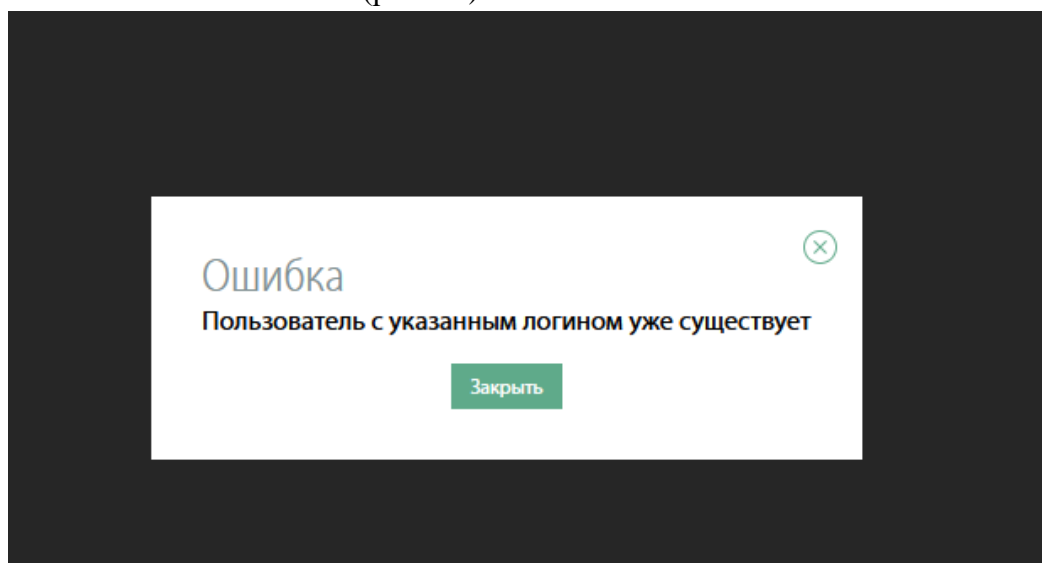 Ошибка
Пользователь с указанным логином уже существует
Закрыть